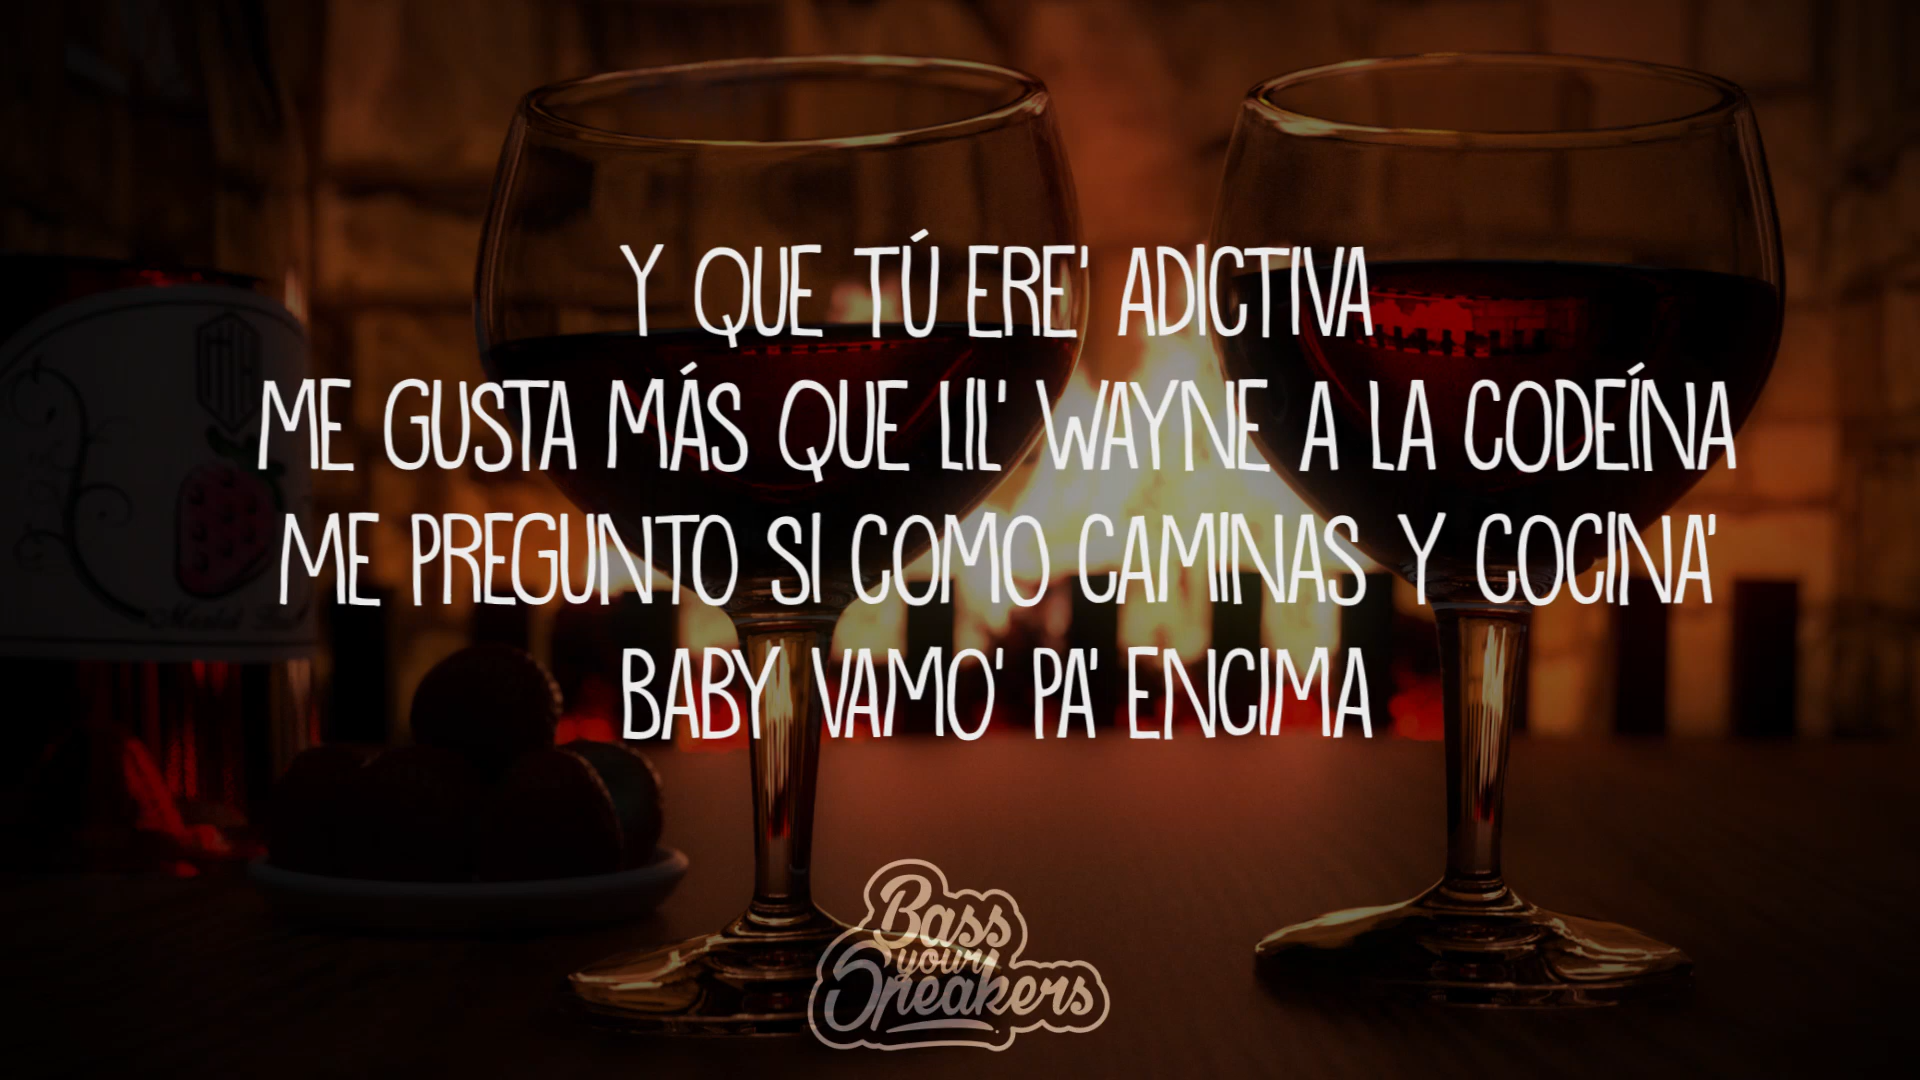 Y QUE TÚ ERE' ADICTIVA
ME GUSTA MÁS QUE LIL' WAYNE A LA CODEÍNA
ME PREGUNTO SI COMO CAMINAS Y COCINA'
BABY VAMO' PA' ENCIMA
Bass
your
Speakers